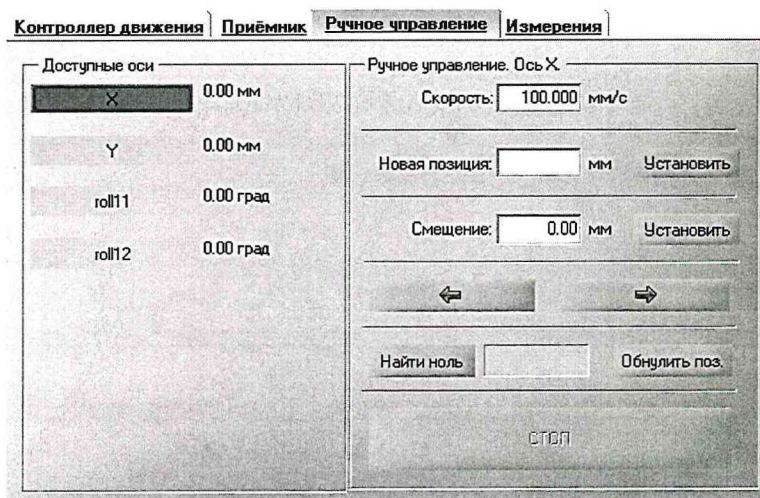 Контроллер движения Приёмник Ручное управление Измерения
Доступные оси
X 0.00 мм
Y 0.00 мм
roll11 0.00 град
roll12 0.00 град
Ручное управление. Ось X
Скорость: 100.000 мм/с
Новая позиция: мм Установить
Смещение: 0.00 мм Установить
Найти ноль Обнулить поз.
СТОП